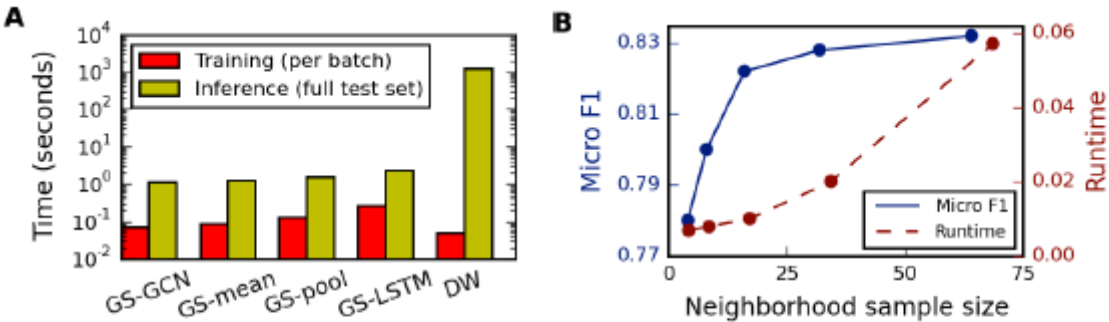 A
Time (seconds)
10^4
10^3
10^2
10^1
10^0
10^-1
10^-2
Training (per batch)
Inference (full test set)
GS-GCN
GS-mean
GS-pool
GS-LSTM
DW
B
Micro F1
0.83
0.81
0.79
0.77
Micro F1
Runtime
0.06
0.04
0.02
0.00
Runtime
0
25
50
75
Neighborhood sample size